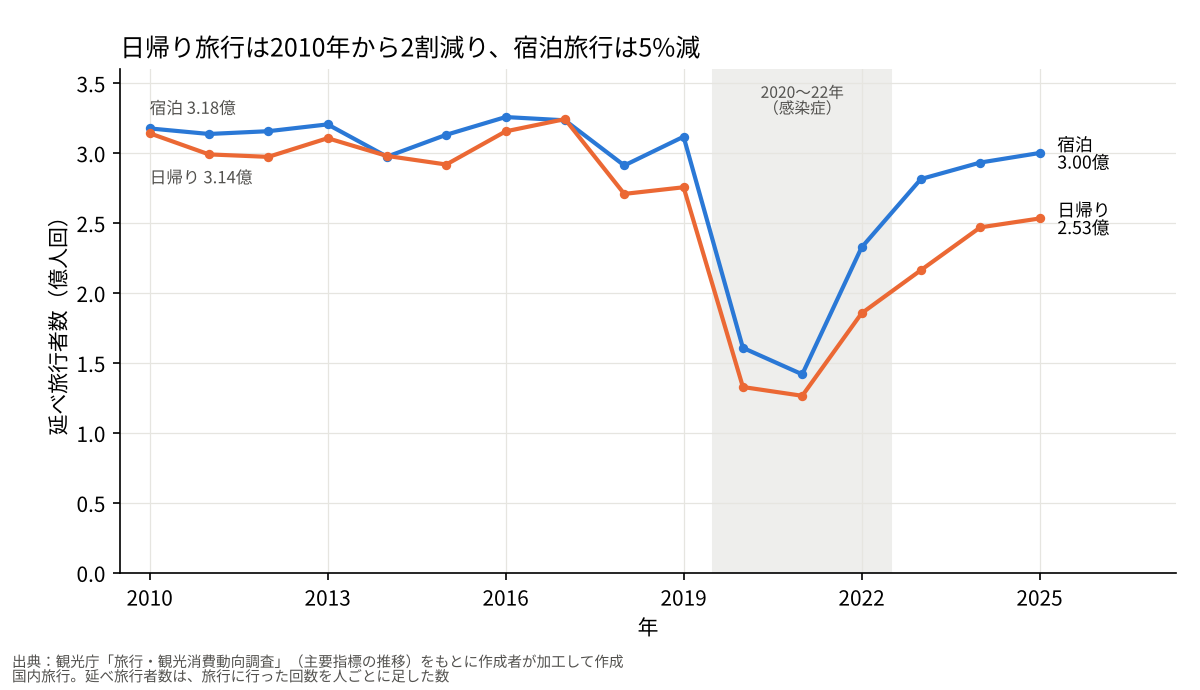 日帰り旅行は2010年から2割減り、宿泊旅行は5%減
3.5
3.0
2.5
2.0
1.5
1.0
0.5
0.0
延べ旅行者数（億人回）
宿泊 3.18億
日帰り 3.14億
2020〜22年
（感染症）
宿泊
3.00億
日帰り
2.53億
2010
2013
2016
2019
2022
2025
年
出典：観光庁「旅行・観光消費動向調査」（主要指標の推移）をもとに作成者が加工して作成
国内旅行。延べ旅行者数は、旅行に行った回数を人ごとに足した数